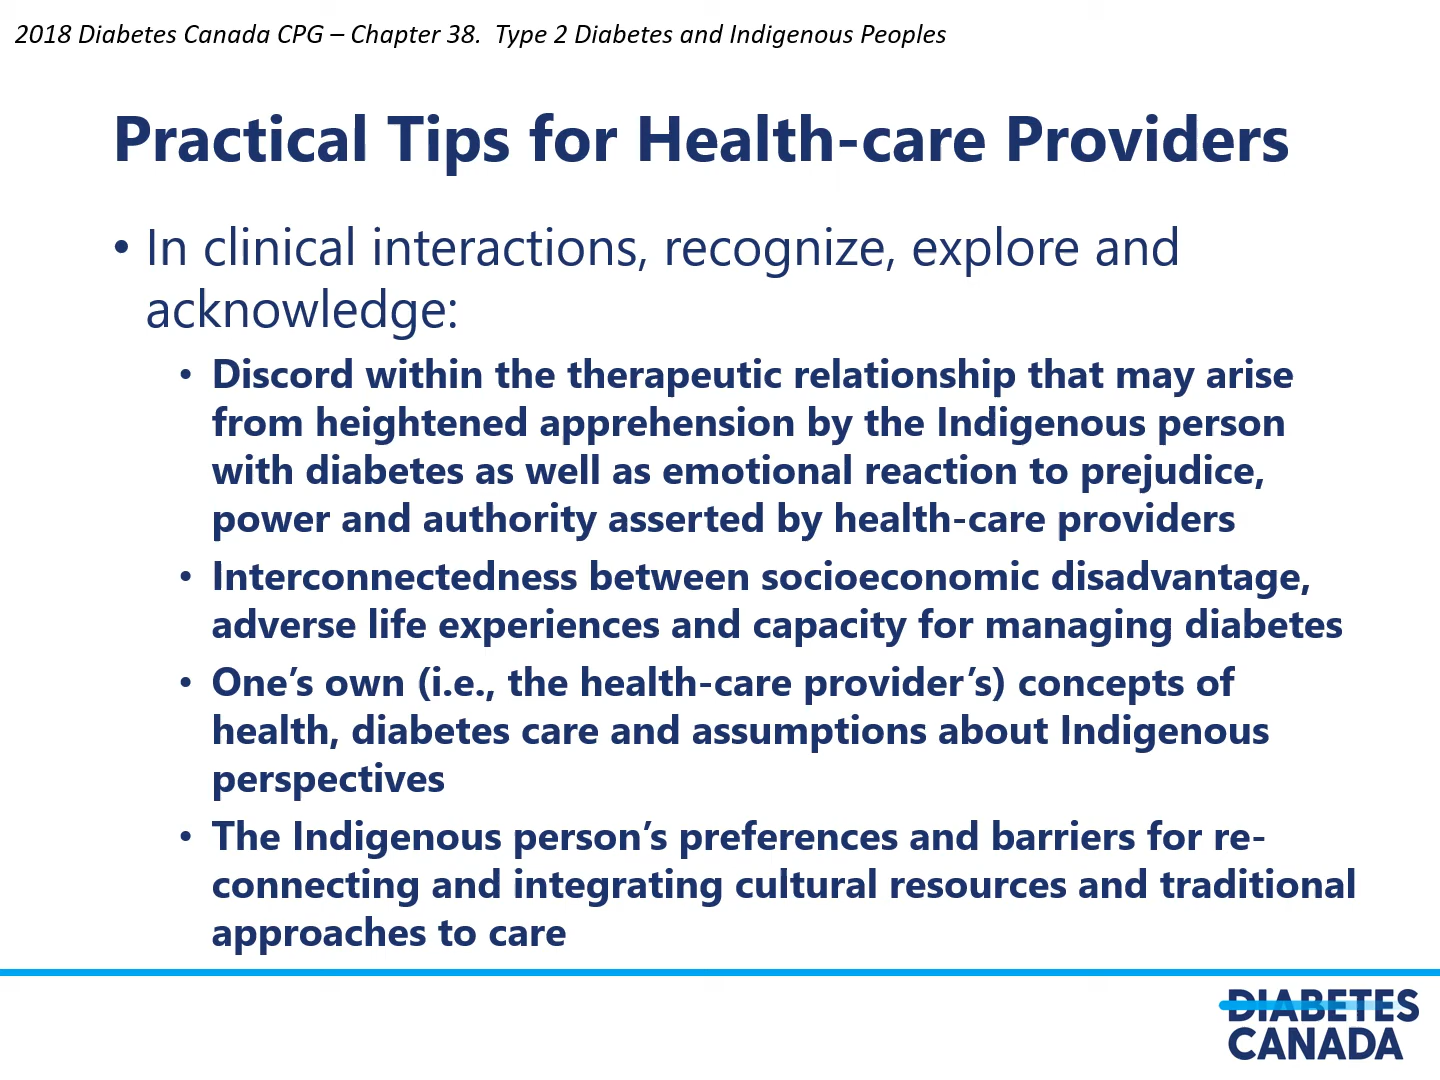 2018 Diabetes Canada CPG – Chapter 38.  Type 2 Diabetes and Indigenous Peoples
Practical Tips for Health-care Providers
• In clinical interactions, recognize, explore and
acknowledge:
• Discord within the therapeutic relationship that may arise
from heightened apprehension by the Indigenous person
with diabetes as well as emotional reaction to prejudice,
power and authority asserted by health-care providers
• Interconnectedness between socioeconomic disadvantage,
adverse life experiences and capacity for managing diabetes
• One’s own (i.e., the health-care provider’s) concepts of
health, diabetes care and assumptions about Indigenous
perspectives
• The Indigenous person’s preferences and barriers for re-
connecting and integrating cultural resources and traditional
approaches to care
DIABETES
CANADA